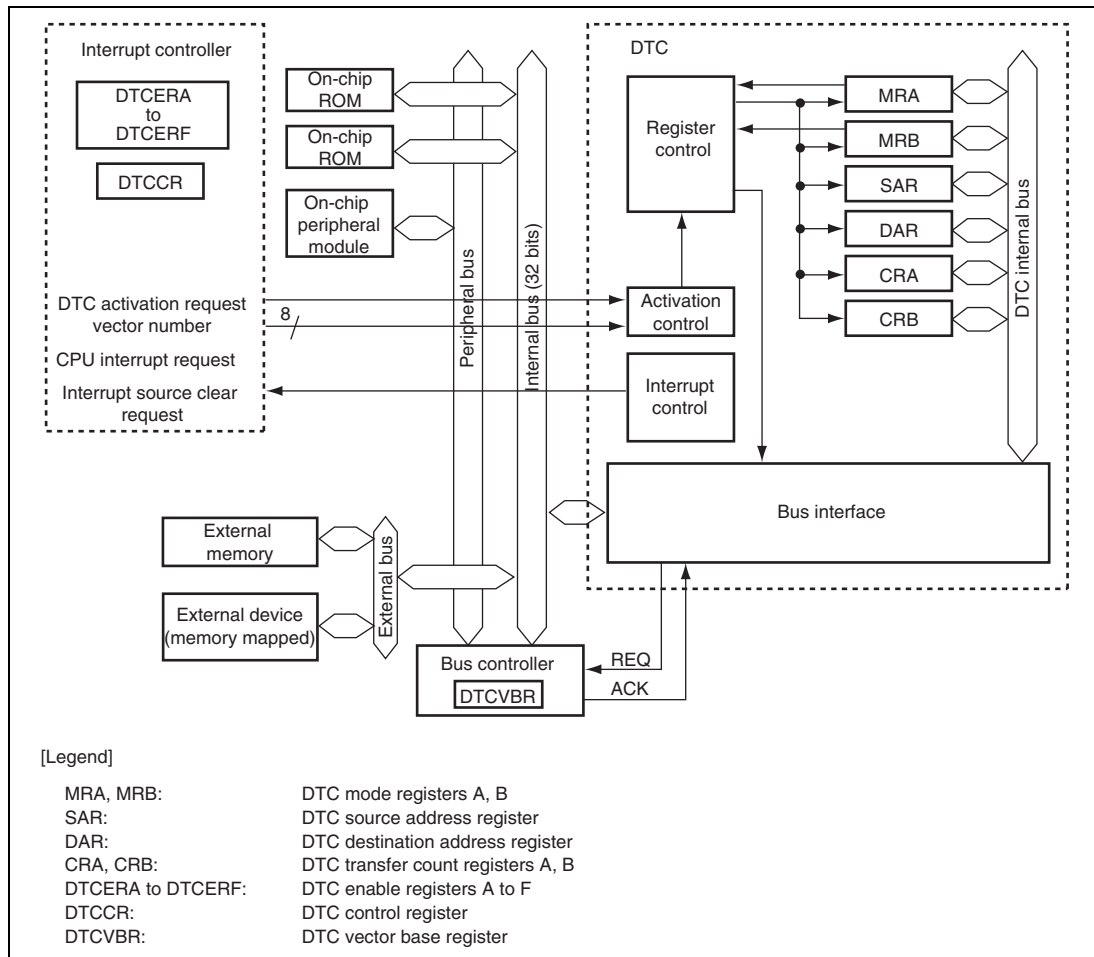 Interrupt controller
DTCERA
to
DTCERF
DTCCR
DTC activation request
vector number
8
CPU interrupt request
Interrupt source clear
request
On-chip
ROM
On-chip
ROM
On-chip
peripheral
module
Peripheral bus
Internal bus (32 bits)
External
memory
External device
(memory mapped)
External bus
Bus controller
DTCVBR
REQ
ACK
DTC
Register
control
Activation
control
Interrupt
control
MRA
MRB
SAR
DAR
CRA
CRB
DTC internal bus
Bus interface
[Legend]
MRA, MRB: DTC mode registers A, B
SAR: DTC source address register
DAR: DTC destination address register
CRA, CRB: DTC transfer count registers A, B
DTCERA to DTCERF: DTC enable registers A to F
DTCCR: DTC control register
DTCVBR: DTC vector base register